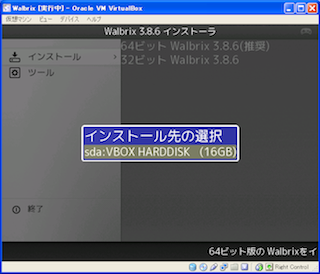 Walbrix [実行中] - Oracle VM VirtualBox
仮想マシン ビュー デバイス ヘルプ
Walbrix 3.8.6 インストーラ
インストール
ツール
64ビット Walbrix 3.8.6(推奨)
32ビット Walbrix 3.8.6
インストール先の選択
sda:VBOX HARDDISK (16GB)
終了
64ビット版の Walbrixをイ
Right Control